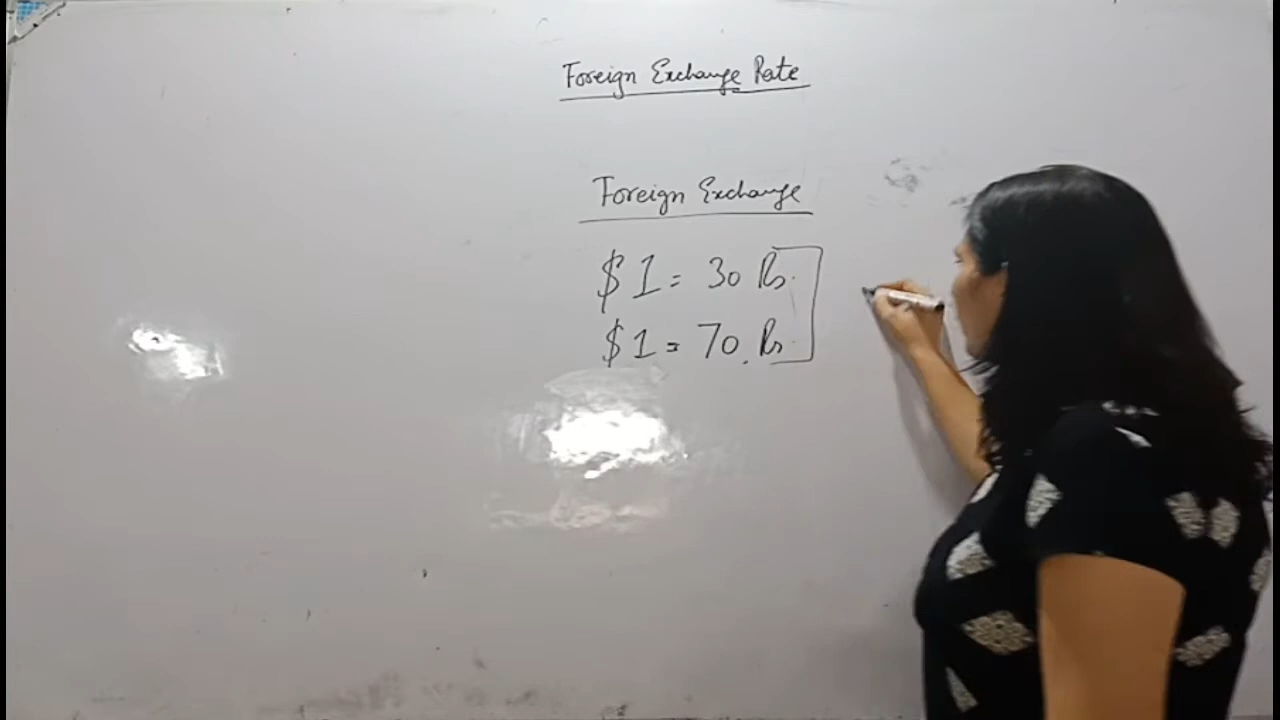 Foreign Exchange Rate
Foreign Exchange
$ 1 = 30 Rs.
$ 1 = 70 Rs.